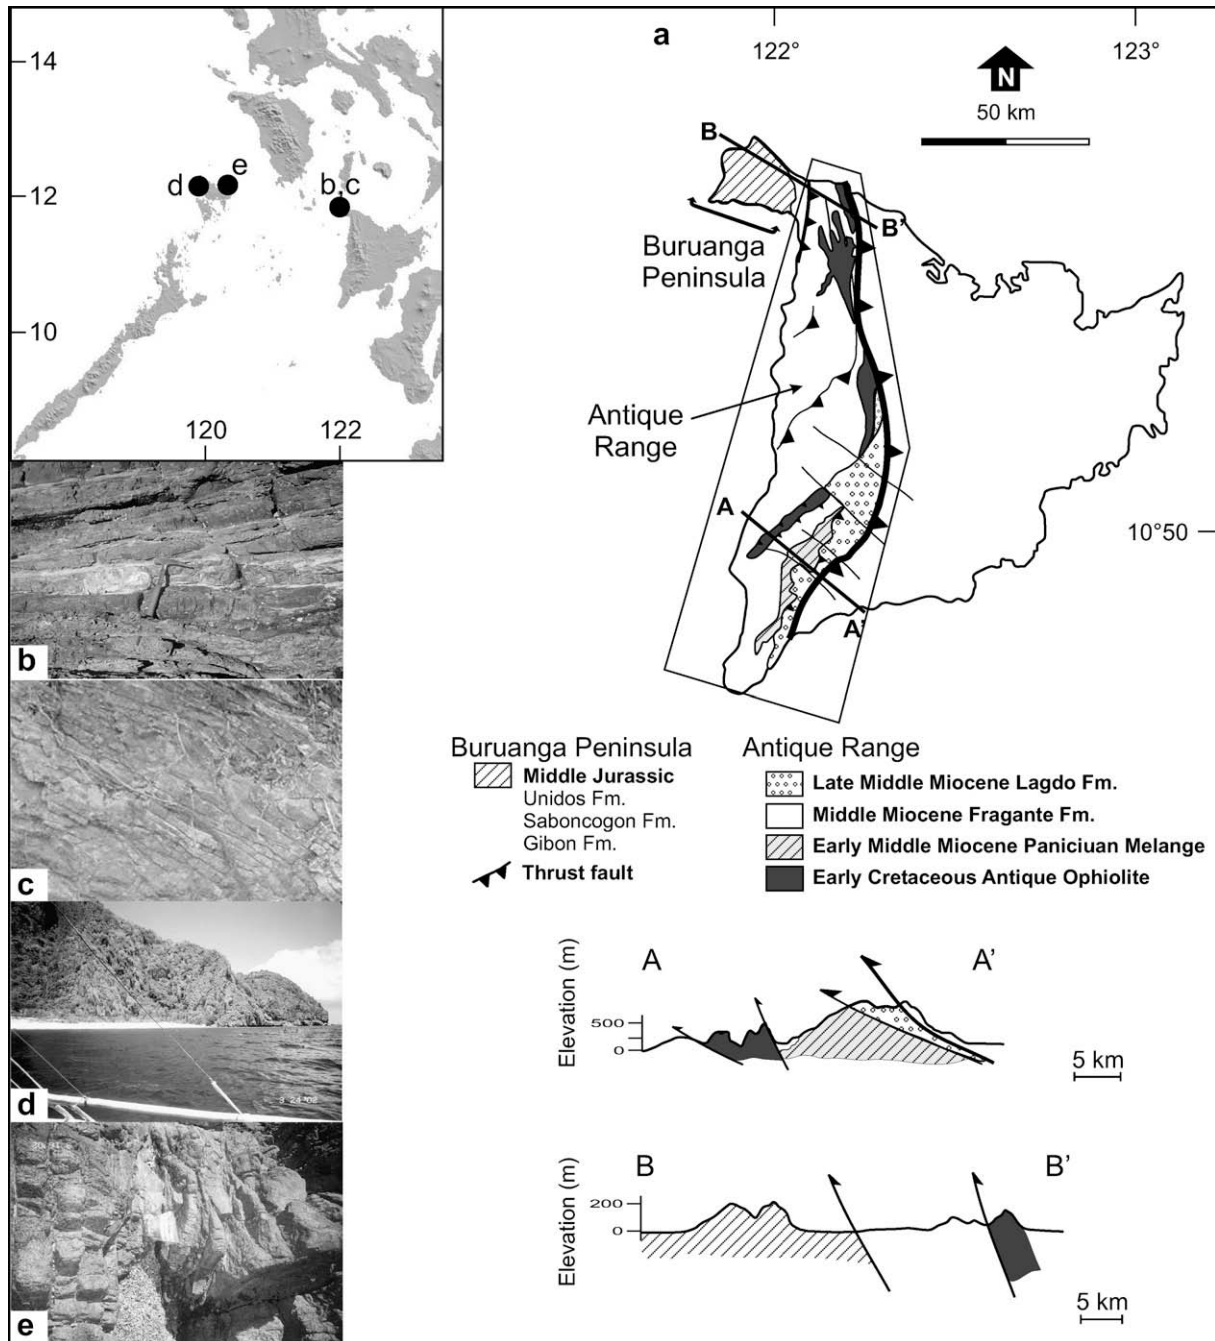 14
12
10
120
122
d
e
b,c
a
122°
123°
N
50 km
B
B'
Buruanga
Peninsula
Antique
Range
A
A'
10°50
b
c
d
3 24 '02
e
Buruanga Peninsula
Middle Jurassic
Unidos Fm.
Saboncogon Fm.
Gibon Fm.
Thrust fault
Antique Range
Late Middle Miocene Lagdo Fm.
Middle Miocene Fragante Fm.
Early Middle Miocene Paniciuan Melange
Early Cretaceous Antique Ophiolite
Elevation (m)
500
0
A
A'
5 km
Elevation (m)
200
0
B
B'
5 km